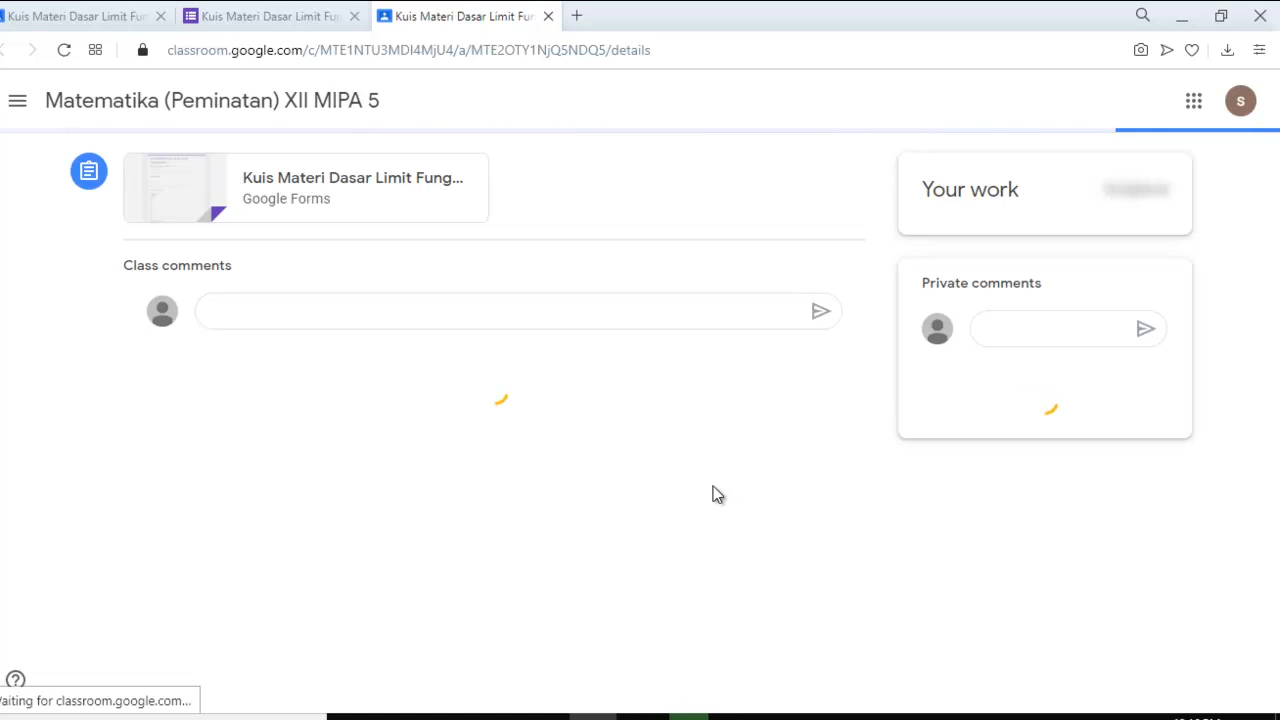 Kuis Materi Dasar Limit Fun
Kuis Materi Dasar Limit Fun
Kuis Materi Dasar Limit Fun
classroom.google.com/c/MTE1NTU3MDI4MjU4/a/MTE2OTY1NjQ5NDQ5/details
Matematika (Peminatan) XII MIPA 5
S
Kuis Materi Dasar Limit Fung...
Google Forms
Your work
Class comments
Private comments
for classroom.google.com...